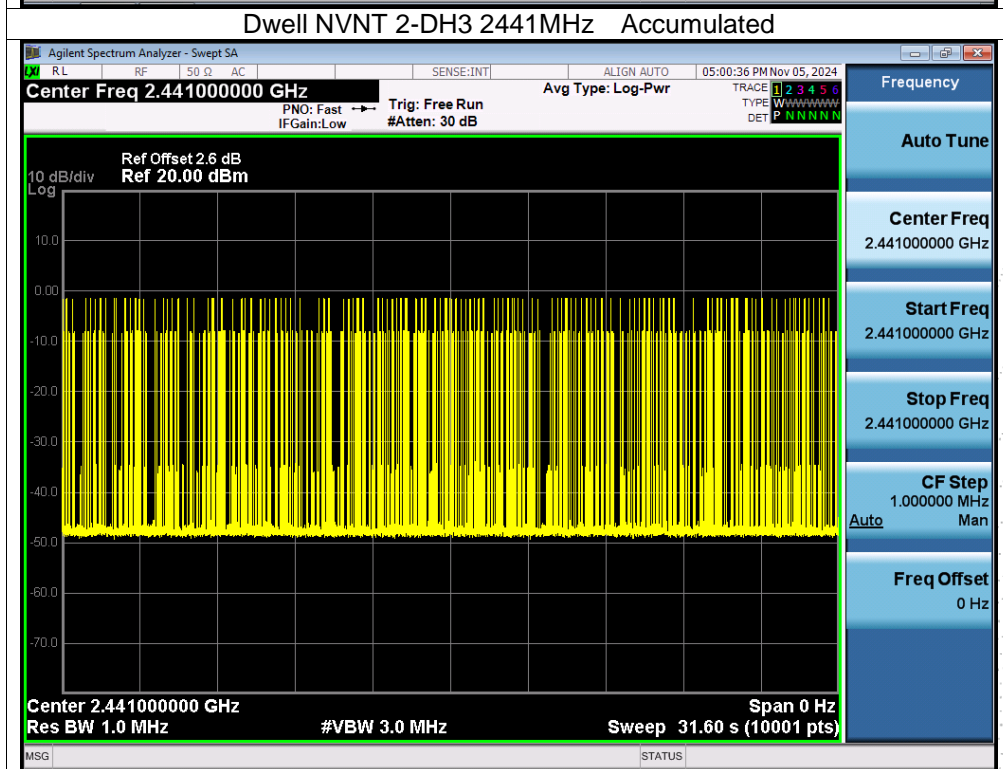 Dwell NVNT 2-DH3 2441MHz Accumulated
Agilent Spectrum Analyzer - Swept SA
LXI RL RF 50 Ω AC SENSE:INT ALIGN AUTO 05:00:36 PM Nov 05, 2024
Center Freq 2.441000000 GHz
PNO: Fast
IFGain:Low
Trig: Free Run
#Atten: 30 dB
Avg Type: Log-Pwr
TRACE 1 2 3 4 5 6
TYPE WWWWWW
DET P N N N N N
Ref Offset 2.6 dB
10 dB/div Ref 20.00 dBm
Log
10.0
0.00
-10.0
-20.0
-30.0
-40.0
-50.0
-60.0
-70.0
Center 2.441000000 GHz Span 0 Hz
Res BW 1.0 MHz #VBW 3.0 MHz Sweep 31.60 s (10001 pts)
MSG STATUS
Frequency
Auto Tune
Center Freq
2.441000000 GHz
Start Freq
2.441000000 GHz
Stop Freq
2.441000000 GHz
CF Step
1.000000 MHz
Auto Man
Freq Offset
0 Hz